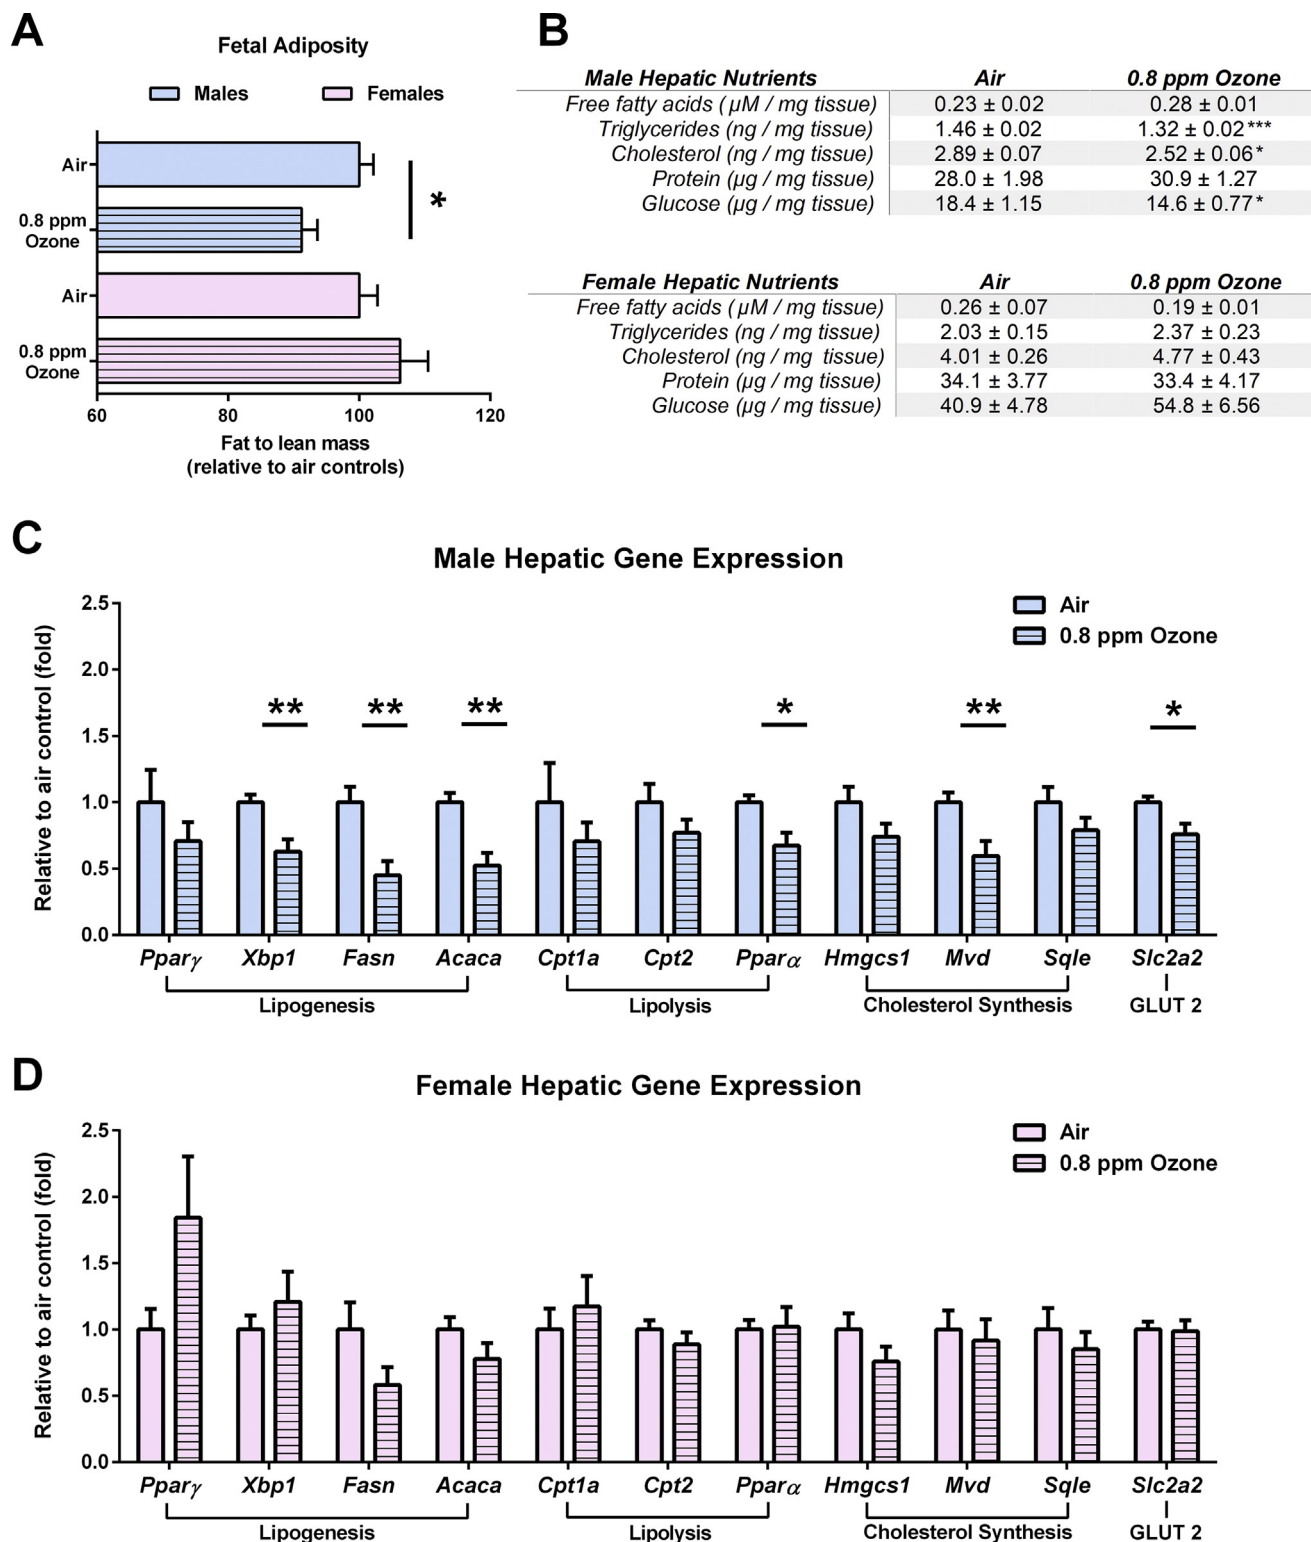 A
Fetal Adiposity
Males Females
Air
0.8 ppm
Ozone
Air
0.8 ppm
Ozone
60 80 100 120
Fat to lean mass
(relative to air controls)
B
Male Hepatic Nutrients Air 0.8 ppm Ozone
Free fatty acids (µM / mg tissue) 0.23 ± 0.02 0.28 ± 0.01
Triglycerides (ng / mg tissue) 1.46 ± 0.02 1.32 ± 0.02***
Cholesterol (ng / mg tissue) 2.89 ± 0.07 2.52 ± 0.06*
Protein (µg / mg tissue) 28.0 ± 1.98 30.9 ± 1.27
Glucose (µg / mg tissue) 18.4 ± 1.15 14.6 ± 0.77*
Female Hepatic Nutrients Air 0.8 ppm Ozone
Free fatty acids (µM / mg tissue) 0.26 ± 0.07 0.19 ± 0.01
Triglycerides (ng / mg tissue) 2.03 ± 0.15 2.37 ± 0.23
Cholesterol (ng / mg tissue) 4.01 ± 0.26 4.77 ± 0.43
Protein (µg / mg tissue) 34.1 ± 3.77 33.4 ± 4.17
Glucose (µg / mg tissue) 40.9 ± 4.78 54.8 ± 6.56
*
C
Male Hepatic Gene Expression
Air
0.8 ppm Ozone
Relative to air control (fold)
2.5
2.0
1.5
1.0
0.5
0.0
** ** ** * ** *
Pparγ Xbp1 Fasn Acaca Cpt1a Cpt2 Pparα Hmgcs1 Mvd Sqle Slc2a2
Lipogenesis Lipolysis Cholesterol Synthesis GLUT 2
D
Female Hepatic Gene Expression
Air
0.8 ppm Ozone
Relative to air control (fold)
2.5
2.0
1.5
1.0
0.5
0.0
Pparγ Xbp1 Fasn Acaca Cpt1a Cpt2 Pparα Hmgcs1 Mvd Sqle Slc2a2
Lipogenesis Lipolysis Cholesterol Synthesis GLUT 2